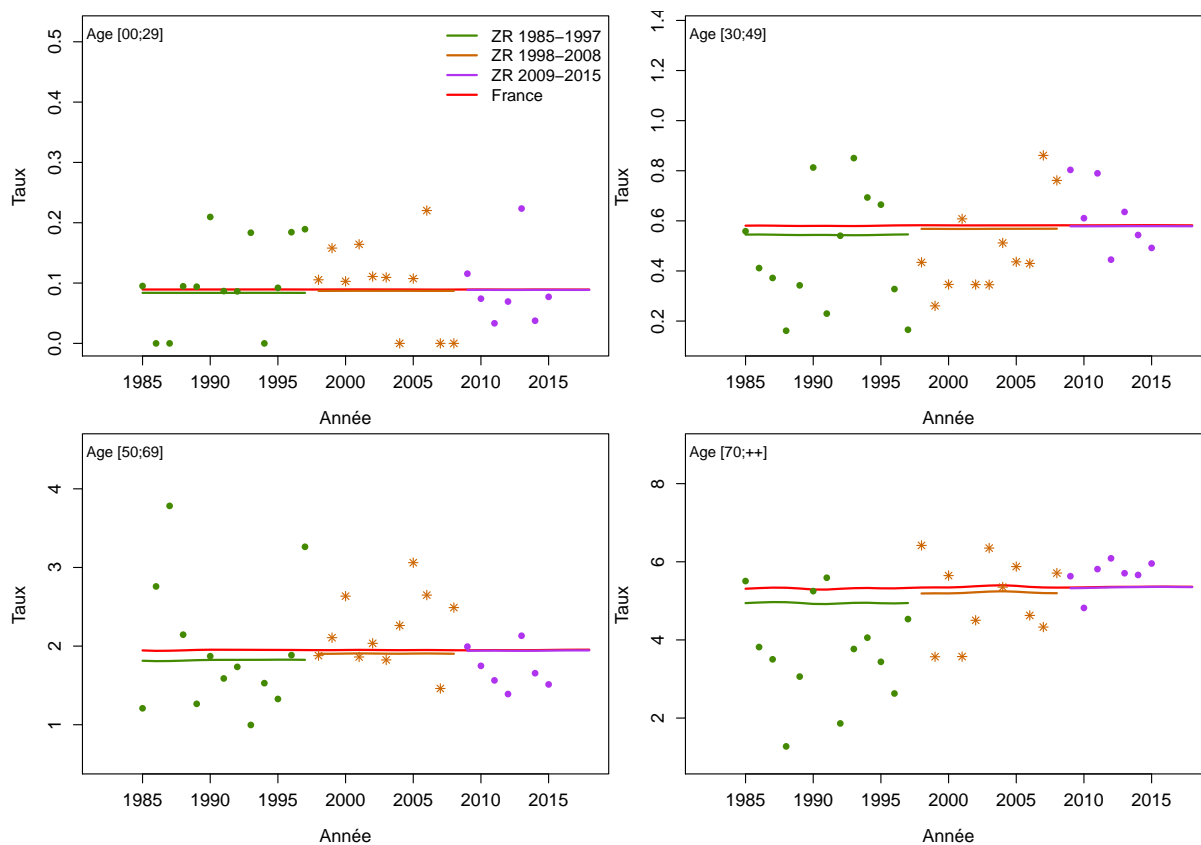 Age [00;29]
ZR 1985−1997
ZR 1998−2008
ZR 2009−2015
France
Taux
0.0 0.1 0.2 0.3 0.4 0.5
1985 1990 1995 2000 2005 2010 2015
Année
Age [30;49]
Taux
0.2 0.4 0.6 0.8 1.0 1.2 1.4
1985 1990 1995 2000 2005 2010 2015
Année
Age [50;69]
Taux
1 2 3 4
1985 1990 1995 2000 2005 2010 2015
Année
Age [70;++]
Taux
2 4 6 8
1985 1990 1995 2000 2005 2010 2015
Année